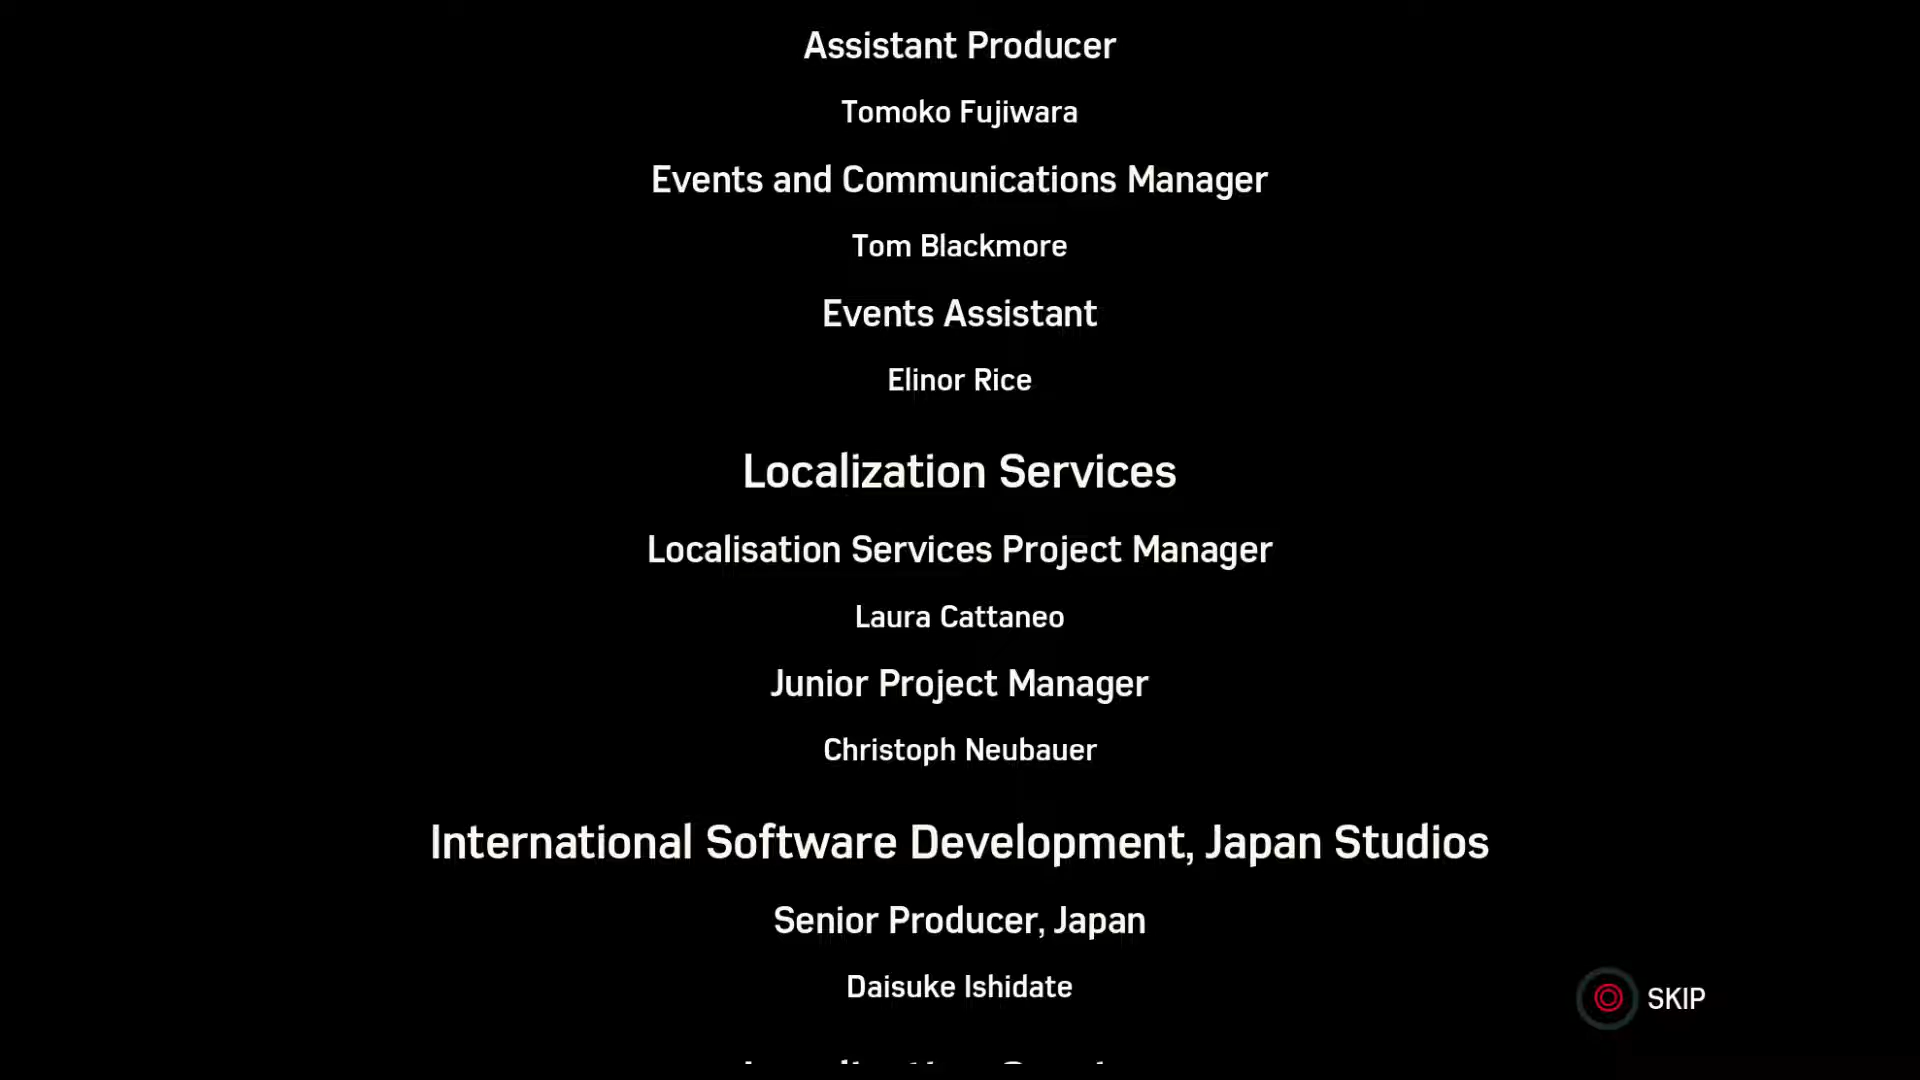 Assistant Producer
Tomoko Fujiwara
Events and Communications Manager
Tom Blackmore
Events Assistant
Elinor Rice
Localization Services
Localisation Services Project Manager
Laura Cattaneo
Junior Project Manager
Christoph Neubauer
International Software Development, Japan Studios
Senior Producer, Japan
Daisuke Ishidate
SKIP